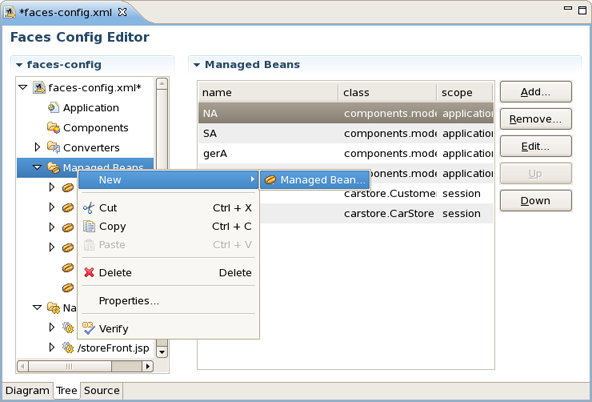 *faces-config.xml
Faces Config Editor
faces-config
faces-config.xml*
Application
Components
Converters
Managed Beans
Na
/storeFront.jsp
New
Cut Ctrl + X
Copy Ctrl + C
Paste Ctrl + V
Delete Delete
Properties...
Verify
Managed Bean...
Managed Beans
name class scope
NA components.mode application
SA components.mode application
gerA components.mode application
components.mode application
carstore.Custome session
carstore.CarStore session
Add...
Remove...
Edit...
Up
Down
Diagram Tree Source